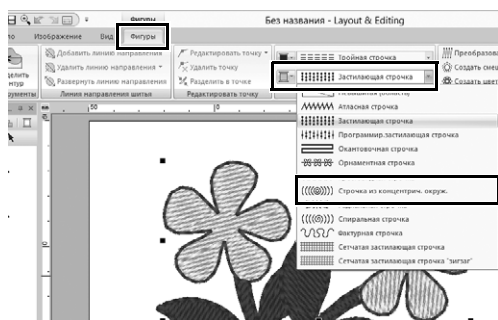 Фигуры
Без названия - Layout & Editing
Изображение Вид Фигуры
Добавить линию направления
Удалить линию направления
Развернуть линию направления
Линия направления шитья
Редактировать точку
Удалить точку
Разделить в точке
Редактировать точку
Тройная строчка
Застилающая строчка
Преобразова
Создать сме
Создать цвет
Атласная строчка
Застилающая строчка
Программир.застилающая строчка
Окантовочная строчка
Орнаментная строчка
Строчка из концентрич. окруж.
Спиральная строчка
Фактурная строчка
Сетчатая застилающая строчка
Сетчатая застилающая строчка "зигзаг"